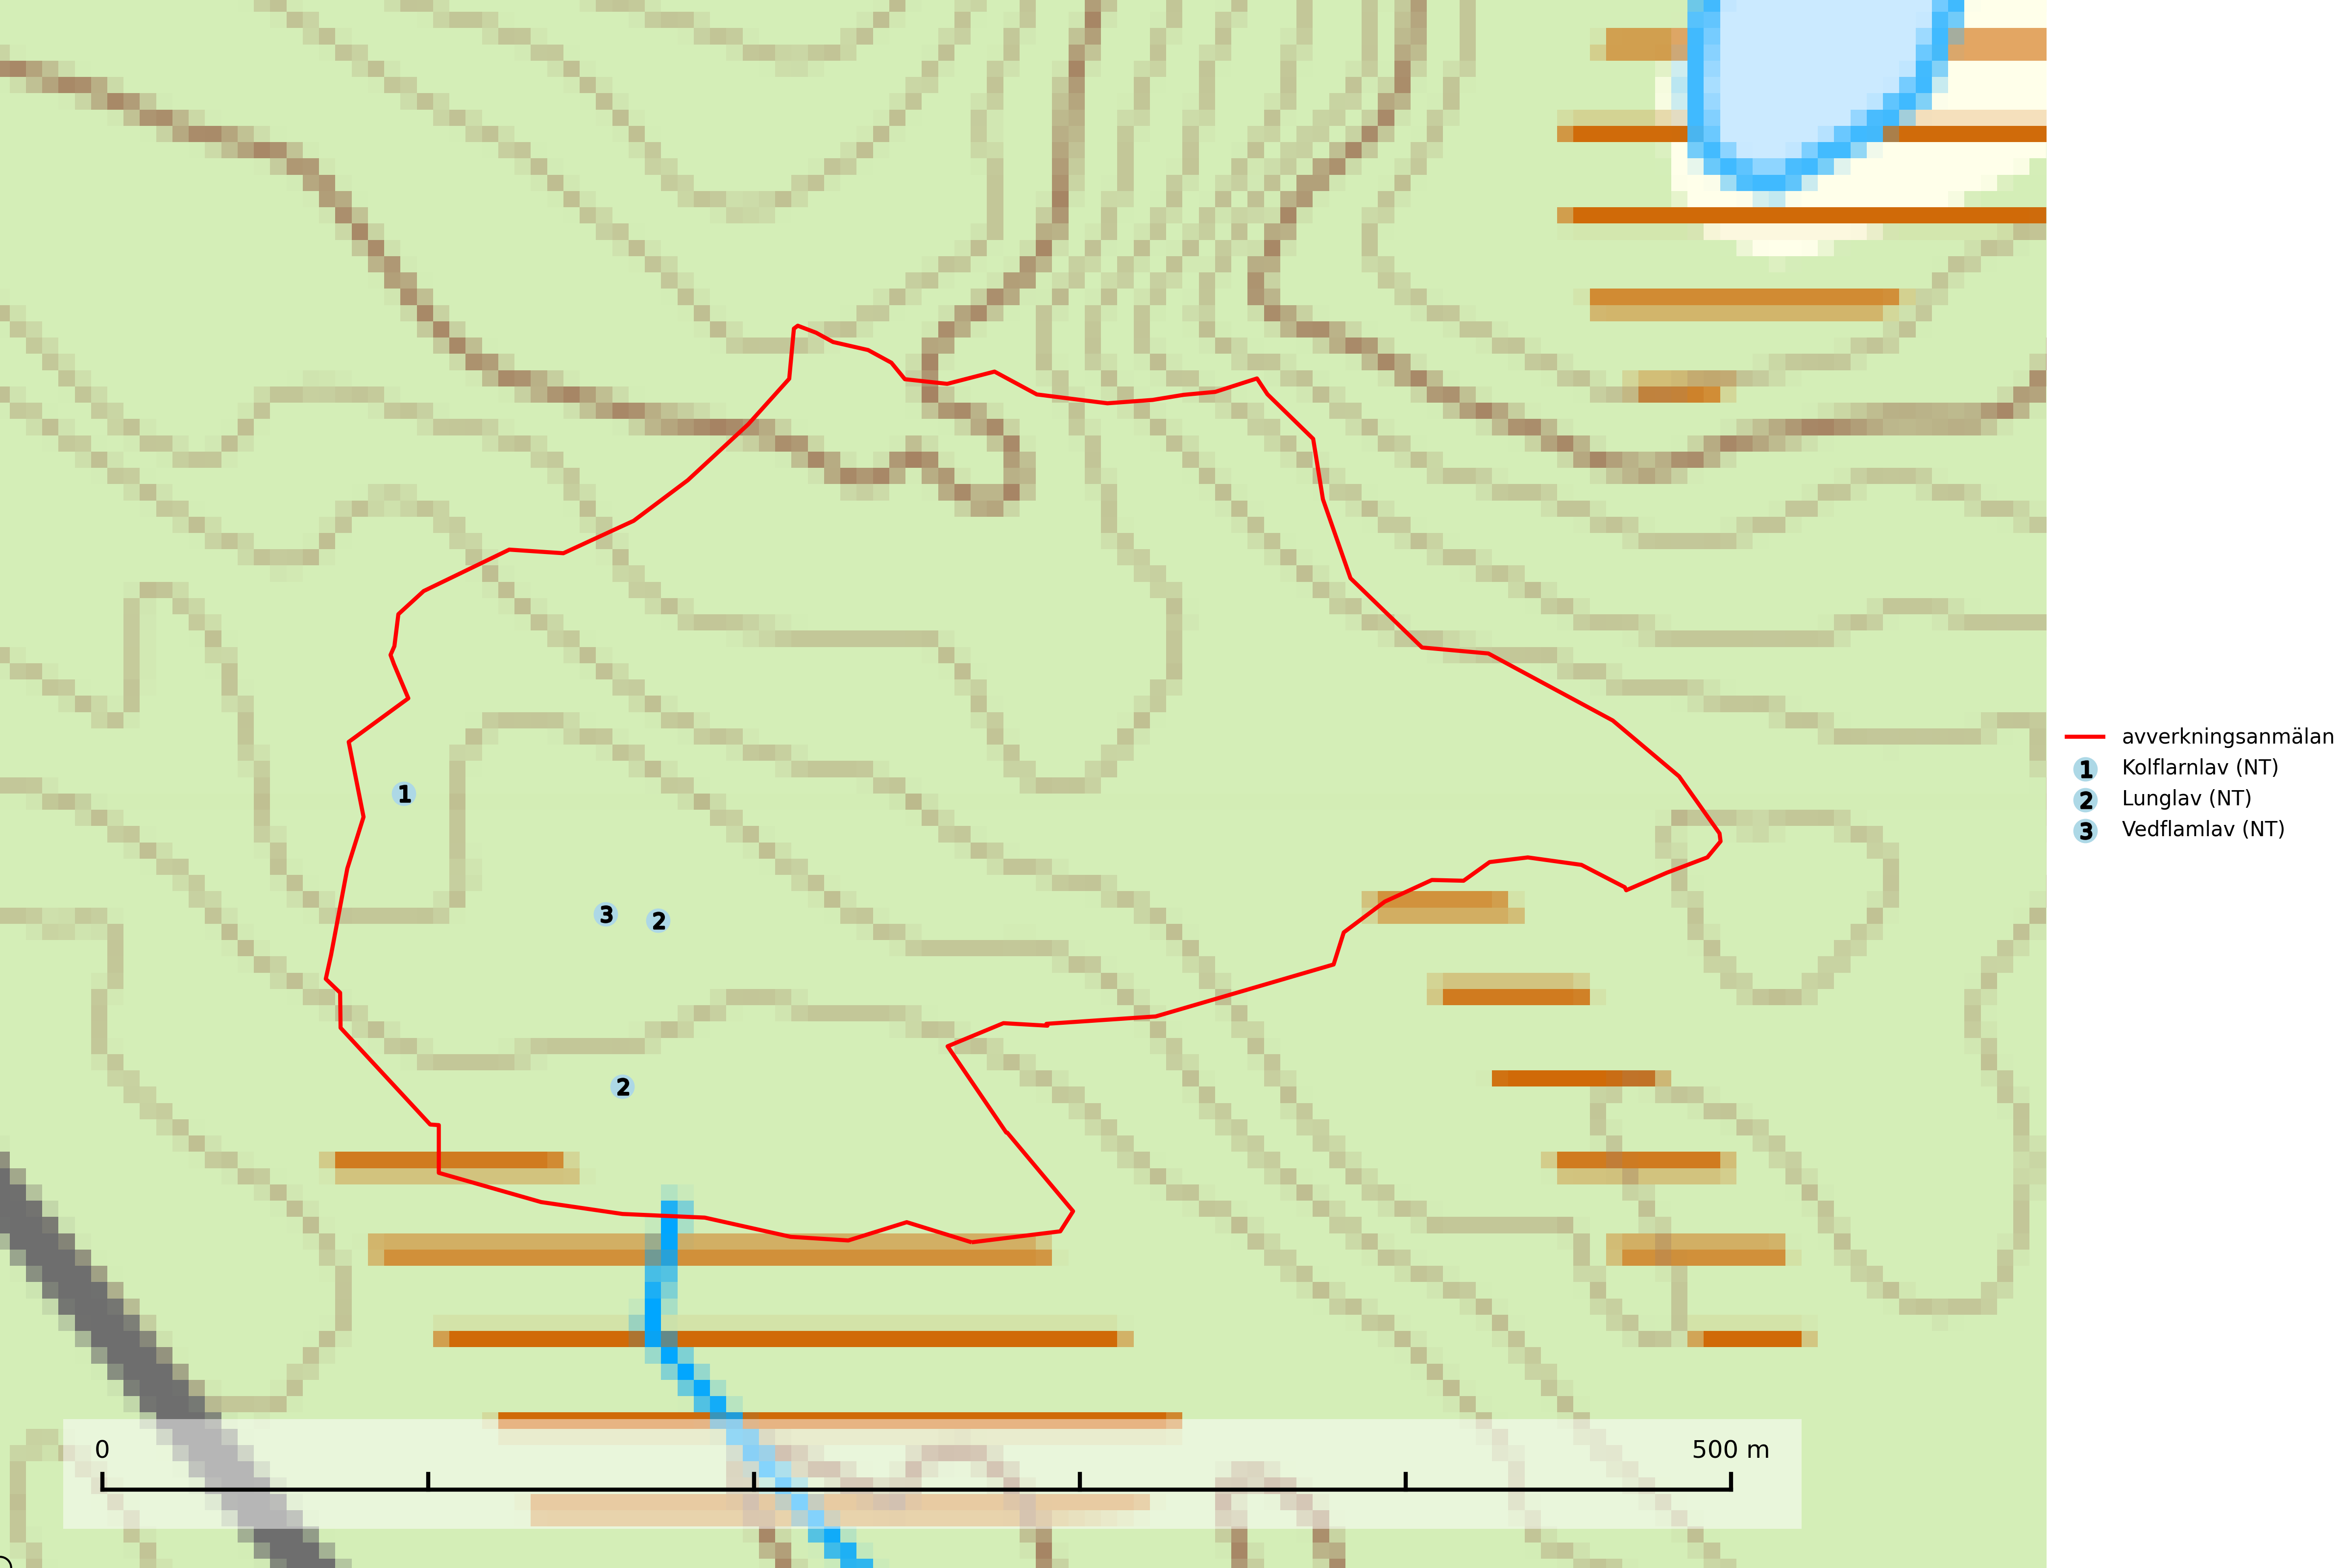 avverkningsanmälan
1 Kolflarnlav (NT)
2 Lunglav (NT)
3 Vedflamlav (NT)
1
3 2
2
0 500 m